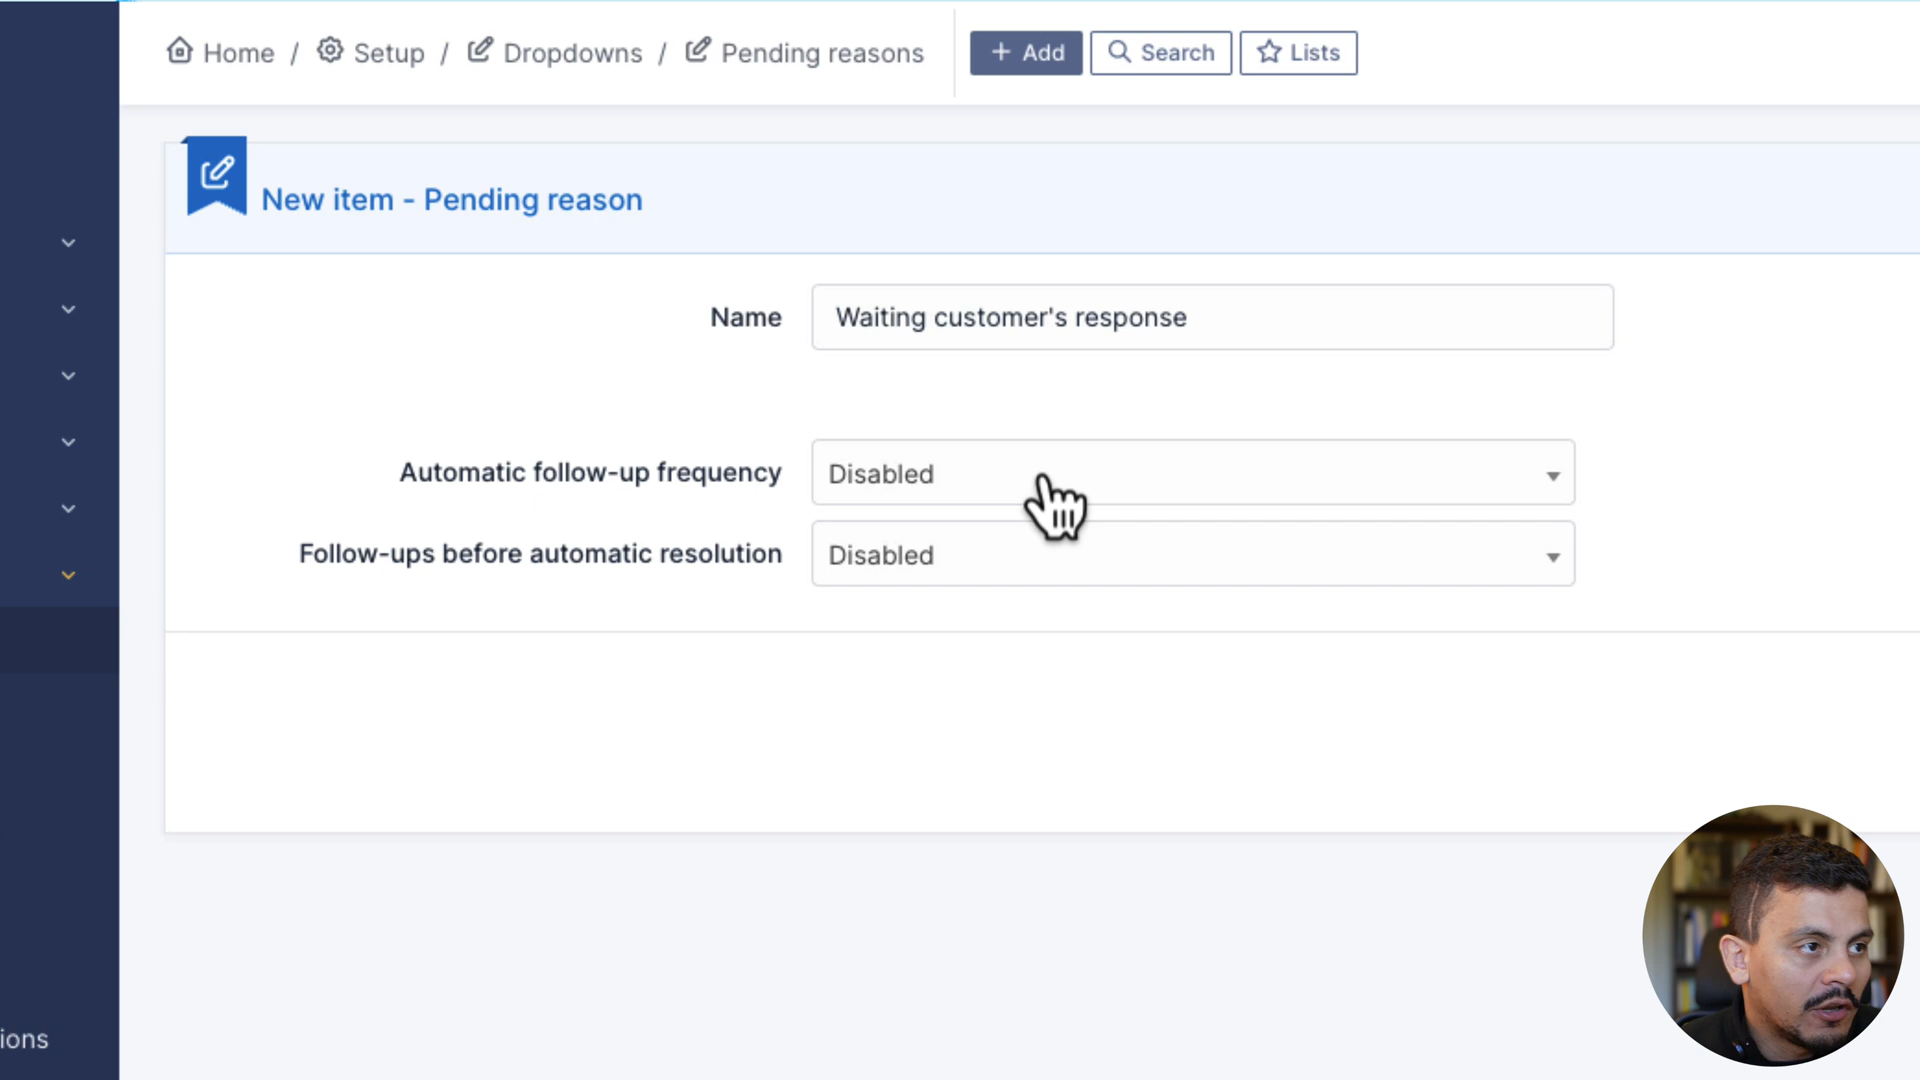 Home / Setup / Dropdowns / Pending reasons + Add Search Lists
New item - Pending reason
Name Waiting customer's response
Automatic follow-up frequency Disabled
Follow-ups before automatic resolution Disabled
ions